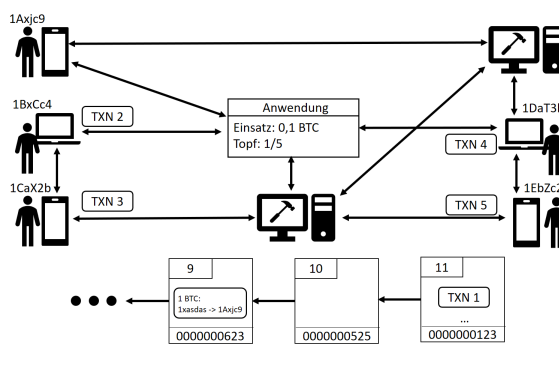 1Axjc9
1BxCc4
TXN 2
Anwendung
Einsatz: 0,1 BTC
Topf: 1/5
TXN 4
1CaX2b
TXN 3
TXN 5
9
10
11
1 BTC:
1xasdas -> 1Axjc9
TXN 1
...
0000000623
0000000525
0000000123